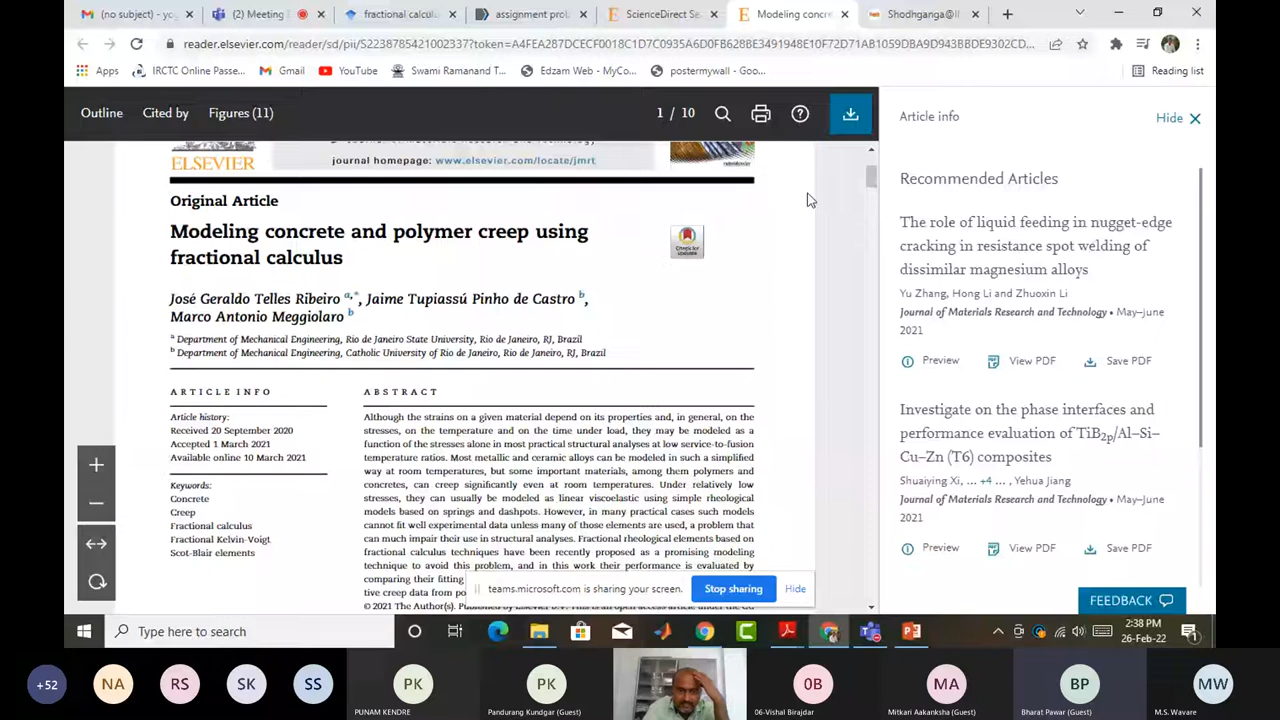 (no subject) - yog
(2) Meeting
fractional calculu
assignment prob
ScienceDirect Se
Modeling concre
Shodhganga@I
reader.elsevier.com/reader/sd/pii/S2238785421002337?token=A4FEA287DCECF0018C1D7C0935A6D0FB628BE3491948E10F72D71AB1059DBA9D943BBDE9302CD...
Apps
IRCTC Online Passe...
Gmail
YouTube
Swami Ramanand T...
Edzam Web - MyCo...
postermywall - Goo...
Reading list
Outline
Cited by
Figures (11)
1 / 10
ELSEVIER
journal homepage: www.elsevier.com/locate/jmrt
Original Article
Modeling concrete and polymer creep using
fractional calculus
José Geraldo Telles Ribeiro a,*, Jaime Tupiassú Pinho de Castro b,
Marco Antonio Meggiolaro b
a Department of Mechanical Engineering, Rio de Janeiro State University, Rio de Janeiro, RJ, Brazil
b Department of Mechanical Engineering, Catholic University of Rio de Janeiro, Rio de Janeiro, RJ, Brazil
ARTICLE INFO
Article history:
Received 20 September 2020
Accepted 1 March 2021
Available online 10 March 2021
Keywords:
Concrete
Creep
Fractional calculus
Fractional Kelvin-Voigt
Scot-Blair elements
ABSTRACT
Although the strains on a given material depend on its properties and, in general, on the
stresses, on the temperature and on the time under load, they may be modeled as a
function of the stresses alone in most practical structural analyses at low service-to-fusion
temperature ratios. Most metallic and ceramic alloys can be modeled in such a simplified
way at room temperatures, but some important materials, among them polymers and
concretes, can creep significantly even at room temperatures. Under relatively low
stresses, they can usually be modeled as linear viscoelastic using simple rheological
models based on springs and dashpots. However, in many practical cases such models
cannot fit well experimental data unless many of those elements are used, a problem that
can much impair their use in structural analyses. Fractional rheological elements based on
fractional calculus techniques have been recently proposed as a promising modeling
technique to avoid this problem, and in this work their performance is evaluated by
comparing their fitting
tive creep data from po
© 2021 The Author(s). Published by Elsevier B.V. This is an open access article under the CC
Article info
Hide
Recommended Articles
The role of liquid feeding in nugget-edge
cracking in resistance spot welding of
dissimilar magnesium alloys
Yu Zhang, Hong Li and Zhuoxin Li
Journal of Materials Research and Technology • May–june
2021
Preview
View PDF
Save PDF
Investigate on the phase interfaces and
performance evaluation of TiB2p/Al–Si–
Cu–Zn (T6) composites
Shuaiying Xi, ... +4 ... , Yehua Jiang
Journal of Materials Research and Technology • May–June
2021
Preview
View PDF
Save PDF
FEEDBACK
teams.microsoft.com is sharing your screen.
Stop sharing
Hide
Type here to search
2:38 PM
26-Feb-22
+52
NA
RS
SK
SS
PK
PUNAM KENDRE
PK
Pandurang Kundgar (Guest)
0B
06-Vishal Birajdar
MA
Mitkari Aakanksha (Guest)
BP
Bharat Pawar (Guest)
MW
M.S. Wavare